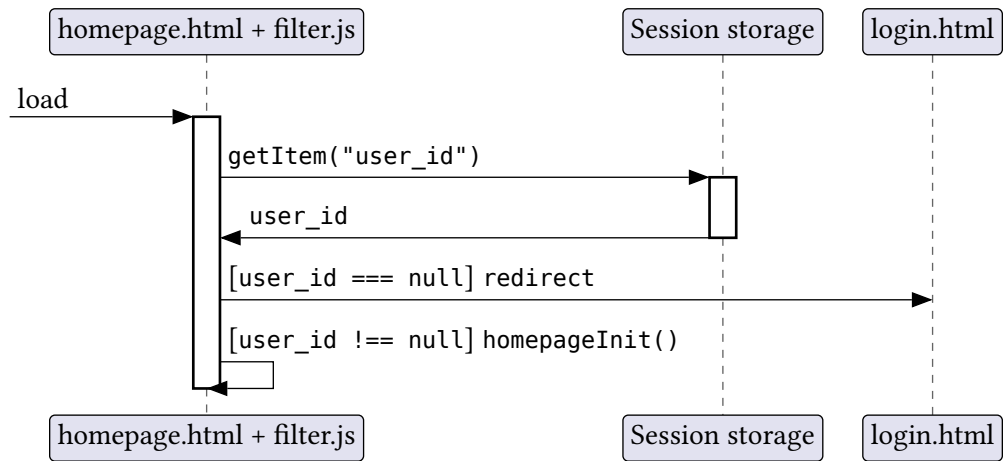 homepage.html + filter.js
Session storage
login.html
load
getItem("user_id")
user_id
[user_id === null] redirect
[user_id !== null] homepageInit()
homepage.html + filter.js
Session storage
login.html